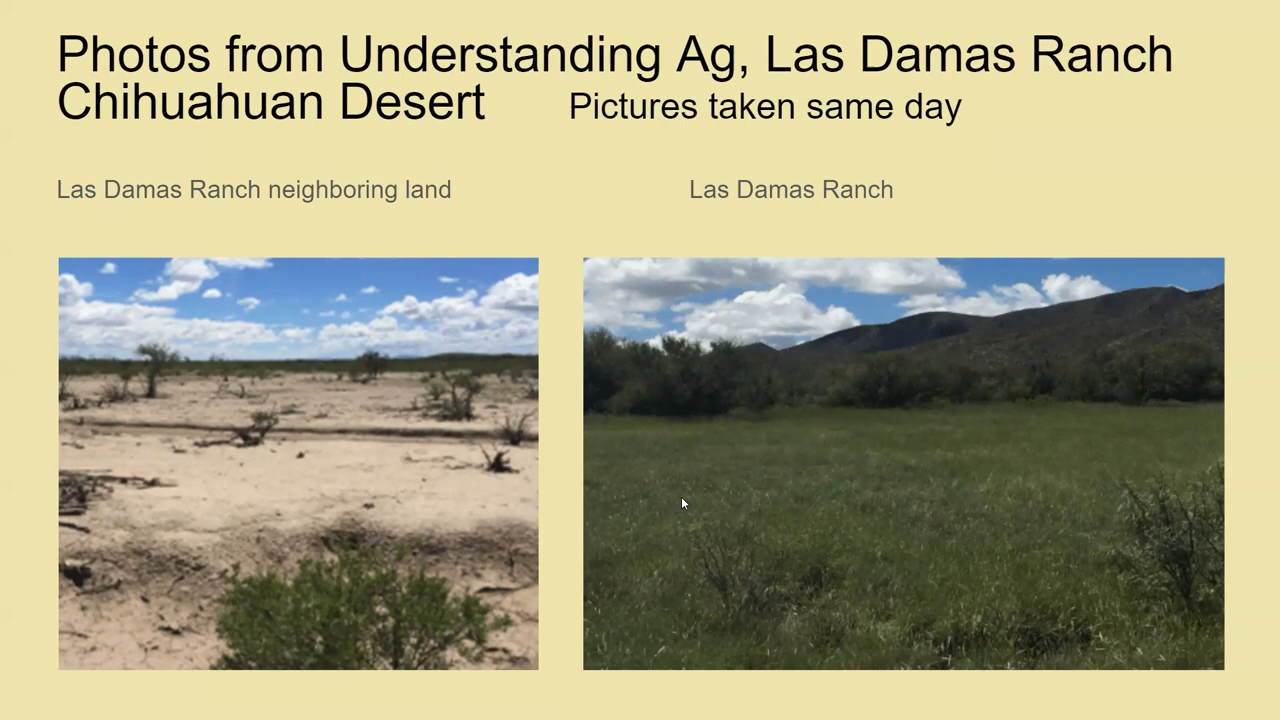 Photos from Understanding Ag, Las Damas Ranch
Chihuahuan Desert Pictures taken same day
Las Damas Ranch neighboring land
Las Damas Ranch